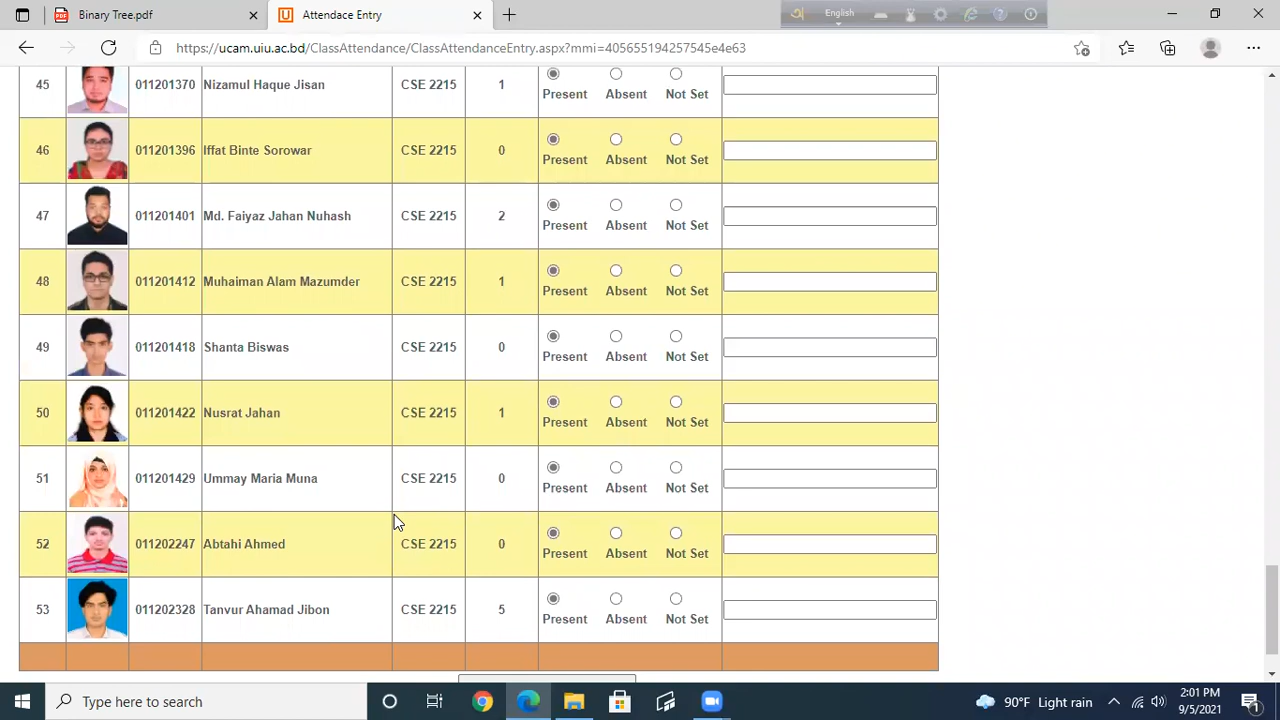 Binary Treepdf
Attendace Entry
English
https://ucam.uiu.ac.bd/ClassAttendance/ClassAttendanceEntry.aspx?mmi=405655194257545e4e63
45 011201370 Nizamul Haque Jisan CSE 2215 1 Present Absent Not Set
46 011201396 Iffat Binte Sorowar CSE 2215 0 Present Absent Not Set
47 011201401 Md. Faiyaz Jahan Nuhash CSE 2215 2 Present Absent Not Set
48 011201412 Muhaiman Alam Mazumder CSE 2215 1 Present Absent Not Set
49 011201418 Shanta Biswas CSE 2215 0 Present Absent Not Set
50 011201422 Nusrat Jahan CSE 2215 1 Present Absent Not Set
51 011201429 Ummay Maria Muna CSE 2215 0 Present Absent Not Set
52 011202247 Abtahi Ahmed CSE 2215 0 Present Absent Not Set
53 011202328 Tanvur Ahamad Jibon CSE 2215 5 Present Absent Not Set
Type here to search
90°F Light rain
2:01 PM
9/5/2021